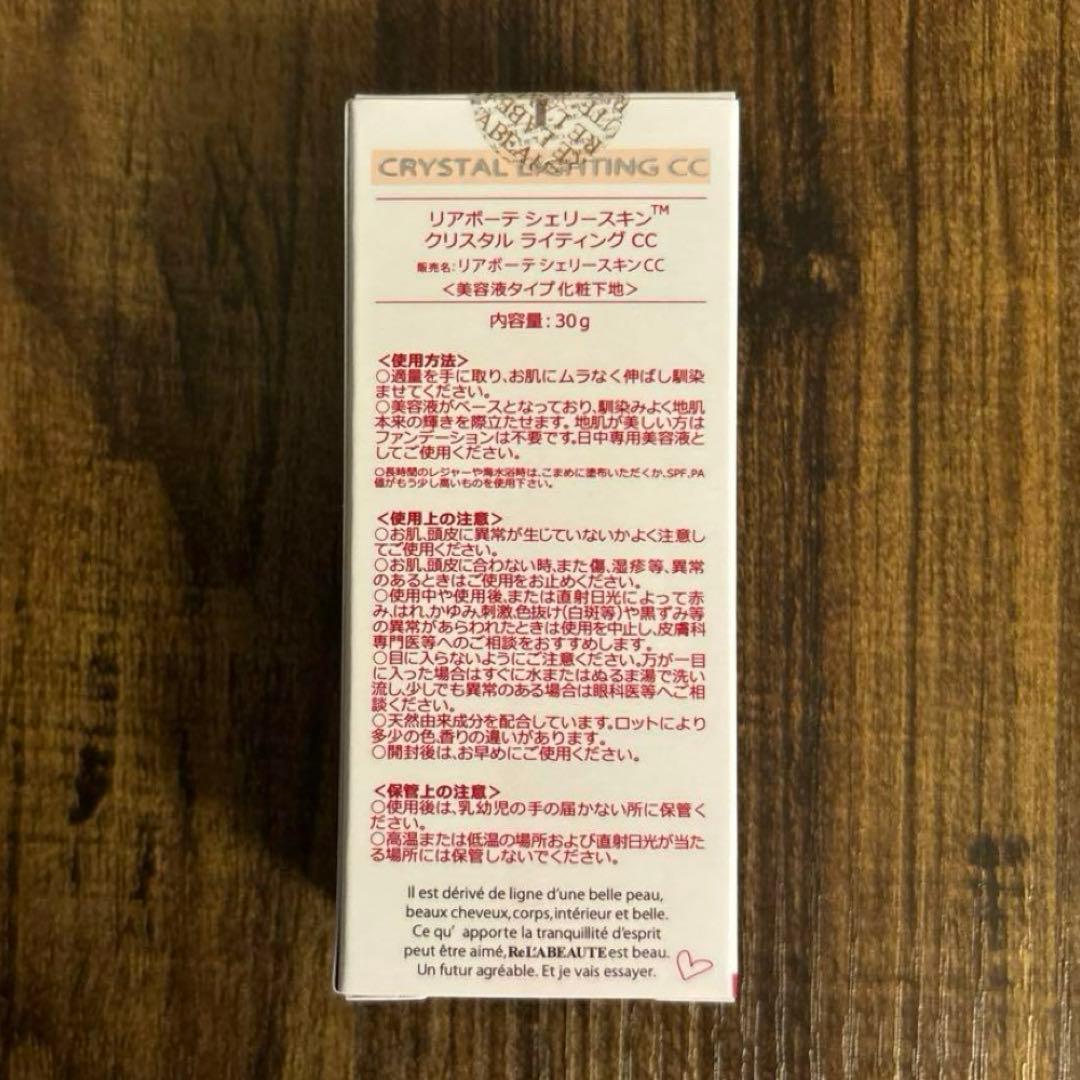 CRYSTAL LIGHTING CC
リアボーテ シェリースキン™
クリスタル ライティング CC
販売名:リアボーテ シェリースキンCC
<美容液タイプ 化粧下地>
内容量:30g
<使用方法>
○適量を手に取り、お肌にムラなく伸ばし馴染
ませてください。
○美容液がベースとなっており、馴染みよく地肌
本来の輝きを際立たせます。地肌が美しい方は
ファンデーションは不要です。日中専用美容液と
してご使用ください。
○長時間のレジャーや海水浴時は、こまめに塗布いただくか、SPF、PA
値がもう少し高いものを使用下さい。
<使用上の注意>
○お肌、頭皮に異常が生じていないかよく注意し
てご使用ください。
○お肌、頭皮に合わない時、また傷、湿疹等、異常
のあるときはご使用をお止めください。
○使用中や使用後、または直射日光によって赤
み、はれ、かゆみ、刺激、色抜け(白斑等)や黒ずみ等
の異常があらわれたときは使用を中止し、皮膚科
専門医等へのご相談をおすすめします。
○目に入らないようにご注意ください。万が一目
に入った場合はすぐに水またはぬるま湯で洗い
流し、少しでも異常のある場合は眼科医等へご相
談ください。
○天然由来成分を配合しています。ロットにより
多少の色、香りの違いがあります。
○開封後は、お早めにご使用ください。
<保管上の注意>
○使用後は、乳幼児の手の届かない所に保管く
ださい。
○高温または低温の場所および直射日光が当た
る場所には保管しないでください。
Il est dérivé de ligne d'une belle peau,
beaux cheveux,corps,intérieur et belle.
Ce qu' apporte la tranquillité d'esprit
peut être aimé,ReL'ABEAUTE est beau.
Un futur agréable. Et je vais essayer.